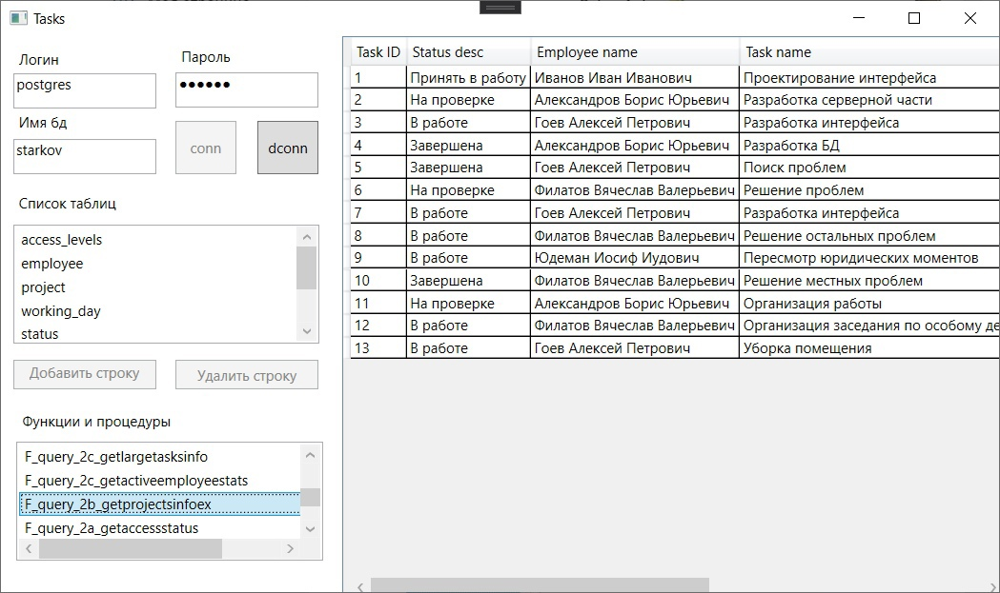 Tasks
Логин
Пароль
postgres
●●●●●●
Имя бд
starkov
conn
dconn
Список таблиц
access_levels
employee
project
working_day
status
Добавить строку
Удалить строку
Функции и процедуры
F_query_2c_getlargetasksinfo
F_query_2c_getactiveemployeestats
F_query_2b_getprojectsinfoex
F_query_2a_getaccessstatus
Task ID Status desc Employee name Task name
1 Принять в работу Иванов Иван Иванович Проектирование интерфейса
2 На проверке Александров Борис Юрьевич Разработка серверной части
3 В работе Гоев Алексей Петрович Разработка интерфейса
4 Завершена Александров Борис Юрьевич Разработка БД
5 Завершена Гоев Алексей Петрович Поиск проблем
6 На проверке Филатов Вячеслав Валерьевич Решение проблем
7 В работе Гоев Алексей Петрович Разработка интерфейса
8 В работе Филатов Вячеслав Валерьевич Решение остальных проблем
9 В работе Юдеман Иосиф Иудович Пересмотр юридических моментов
10 Завершена Филатов Вячеслав Валерьевич Решение местных проблем
11 На проверке Александров Борис Юрьевич Организация работы
12 В работе Филатов Вячеслав Валерьевич Организация заседания по особому де
13 В работе Гоев Алексей Петрович Уборка помещения